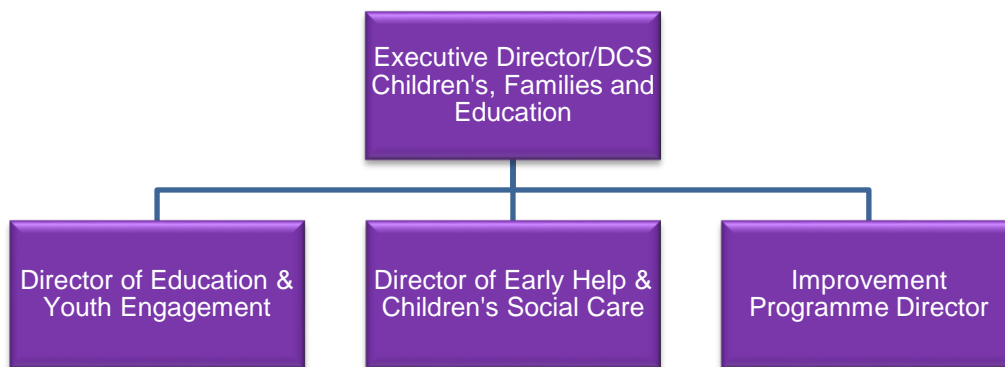 Executive Director/DCS
Children's, Families and
Education
Director of Education &
Youth Engagement
Director of Early Help &
Children's Social Care
Improvement
Programme Director